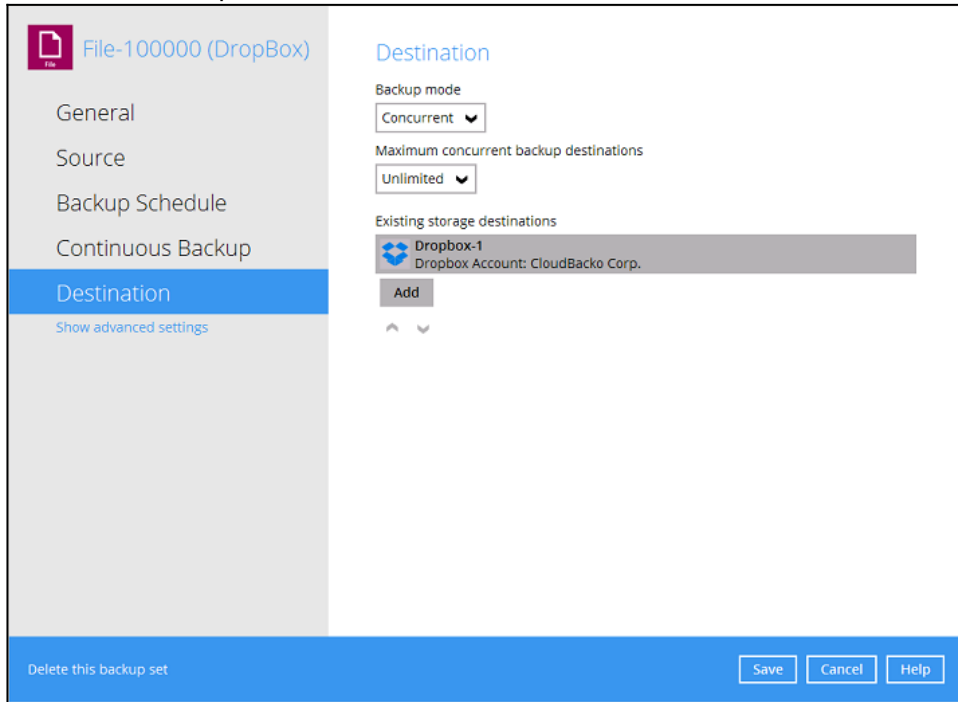 File
File-100000 (DropBox)
General
Source
Backup Schedule
Continuous Backup
Destination
Show advanced settings
Destination
Backup mode
Concurrent
Maximum concurrent backup destinations
Unlimited
Existing storage destinations
Dropbox-1
Dropbox Account: CloudBacko Corp.
Add
Delete this backup set
Save Cancel Help